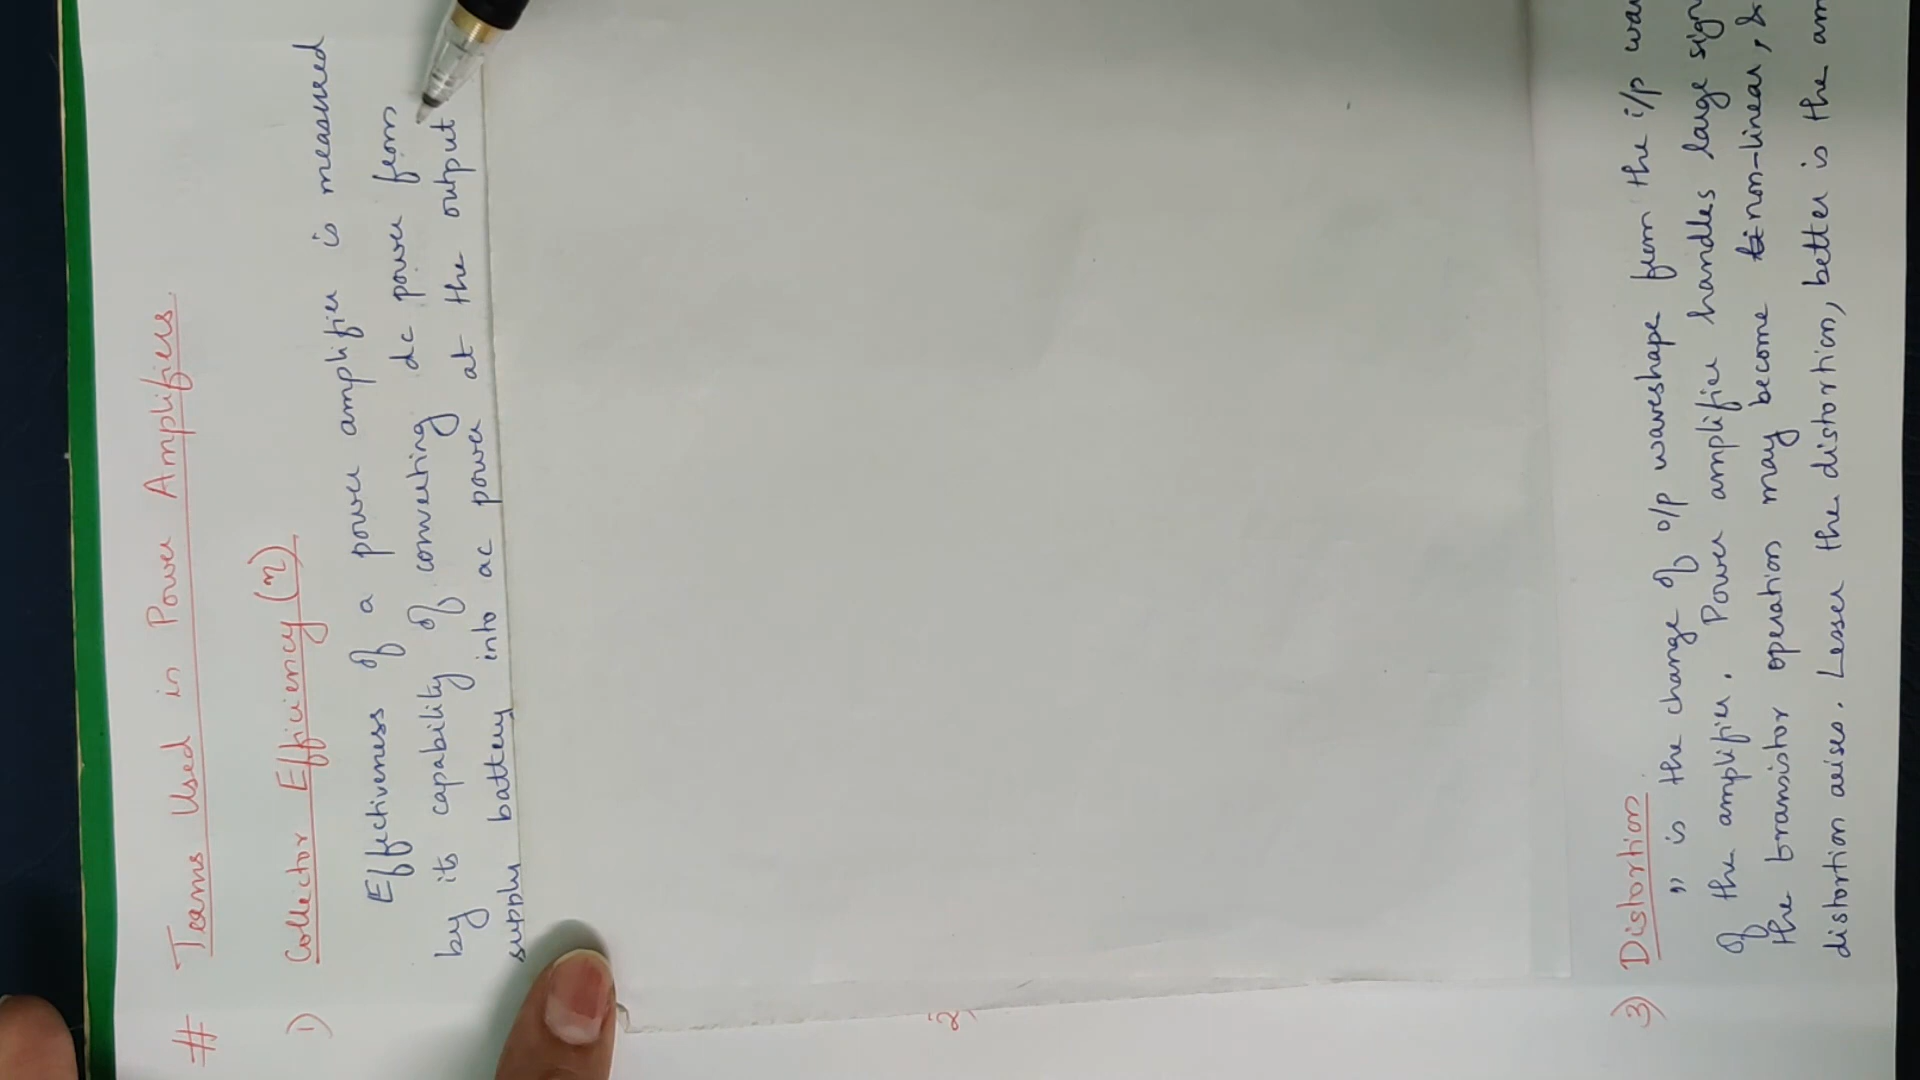 # Terms Used in Power Amplifiers
1) Collector Efficiency (η)
Effectiveness of a power amplifier is measured
by its capability of converting dc power from
supply battery into ac power at the output
2)
3) Distortion
" is the change of o/p waveshape from the i/p
of the amplifier. Power amplifier handles large
the transistor operation may become non-linear, &
distortion arises. Lesser the distortion, better is the